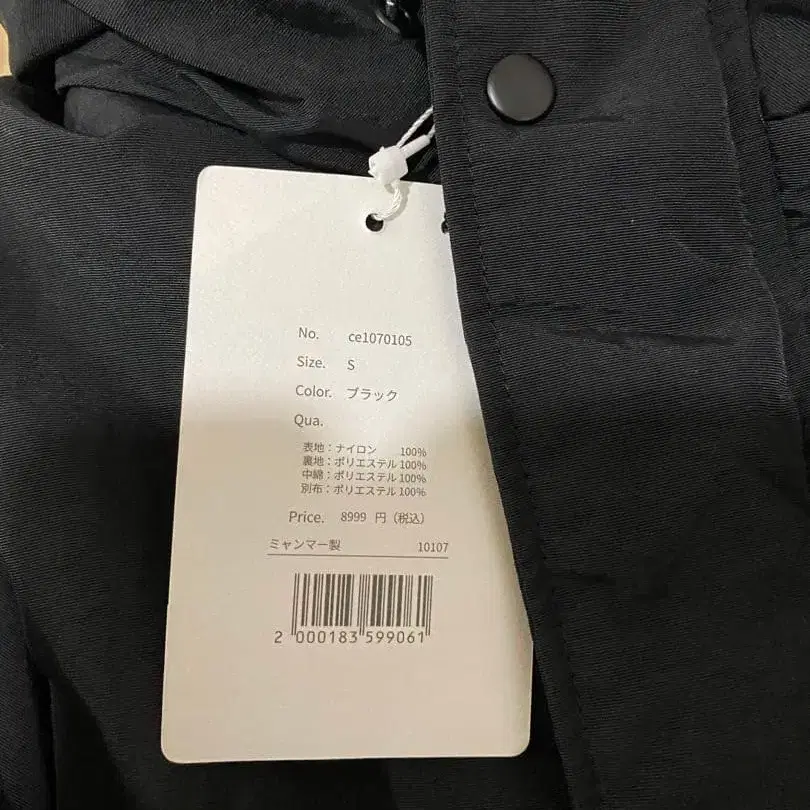 No. ce1070105
Size. S
Color. ブラック
Qua.
表地：ナイロン 100%
裏地：ポリエステル 100%
中綿：ポリエステル 100%
別布：ポリエステル 100%
Price. 8999 円（税込）
ミャンマー製 10107
2 000183 599061